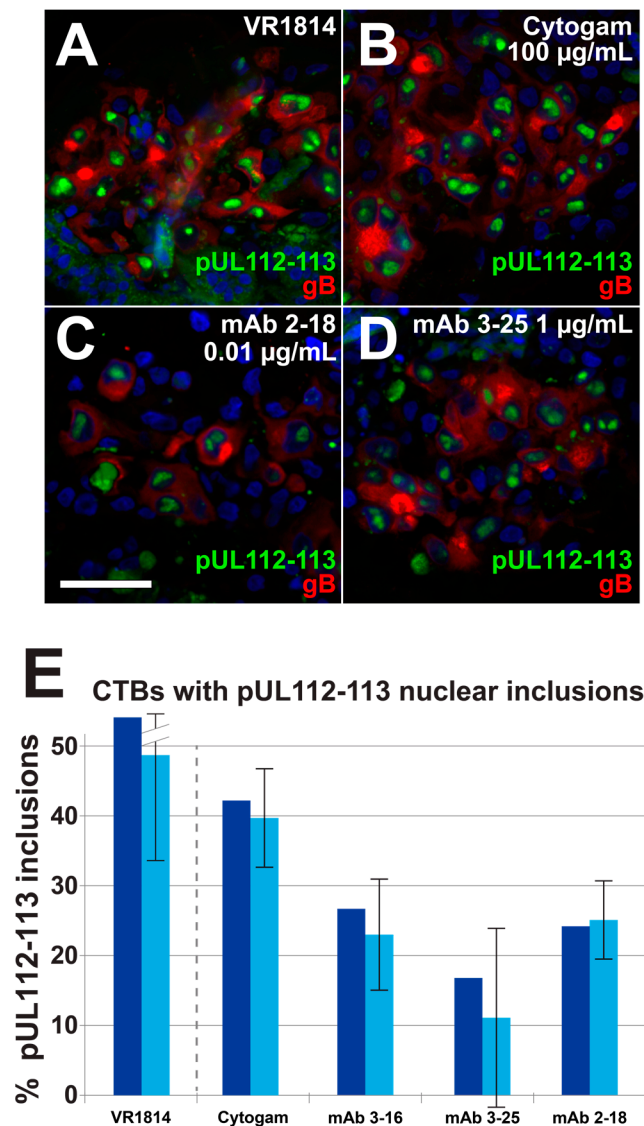 A
VR1814
pUL112-113
gB
B
Cytogam
100 µg/mL
pUL112-113
gB
C
mAb 2-18
0.01 µg/mL
pUL112-113
gB
D
mAb 3-25 1 µg/mL
pUL112-113
gB
E
CTBs with pUL112-113 nuclear inclusions
% pUL112-113 inclusions
50
40
30
20
10
0
VR1814
Cytogam
mAb 3-16
mAb 3-25
mAb 2-18